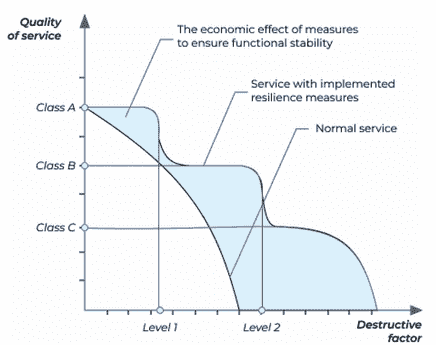 Quality
of service
The economic effect of measures
to ensure functional stability
Service with implemented
resilience measures
Normal service
Class A
Class B
Class C
Level 1
Level 2
Destructive
factor